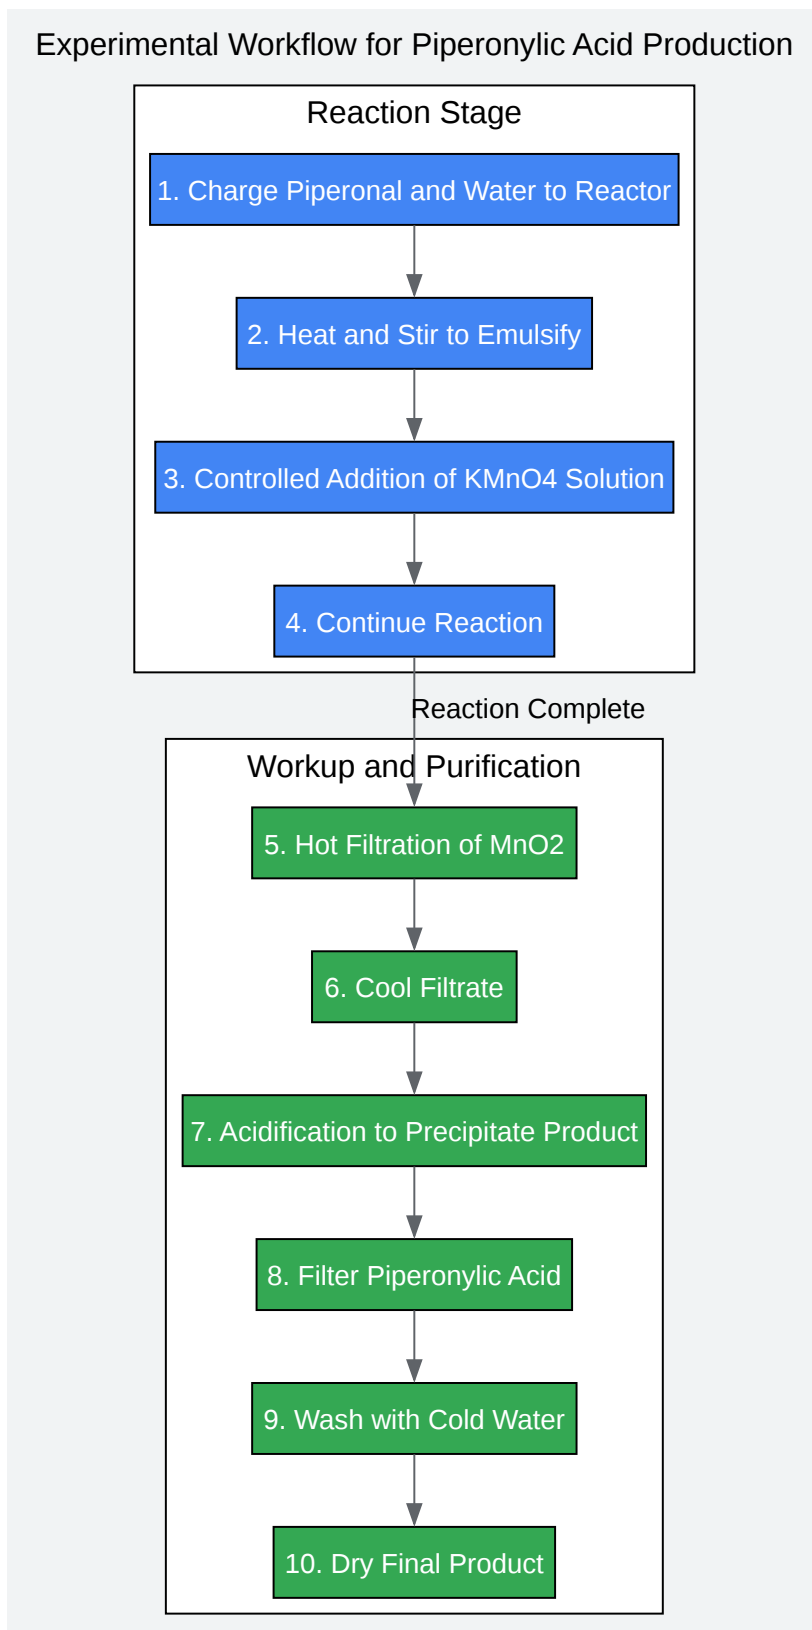 Experimental Workflow for Piperonylic Acid Production
Reaction Stage
1. Charge Piperonal and Water to Reactor
2. Heat and Stir to Emulsify
3. Controlled Addition of KMnO4 Solution
4. Continue Reaction
Reaction Complete
Workup and Purification
5. Hot Filtration of MnO2
6. Cool Filtrate
7. Acidification to Precipitate Product
8. Filter Piperonylic Acid
9. Wash with Cold Water
10. Dry Final Product